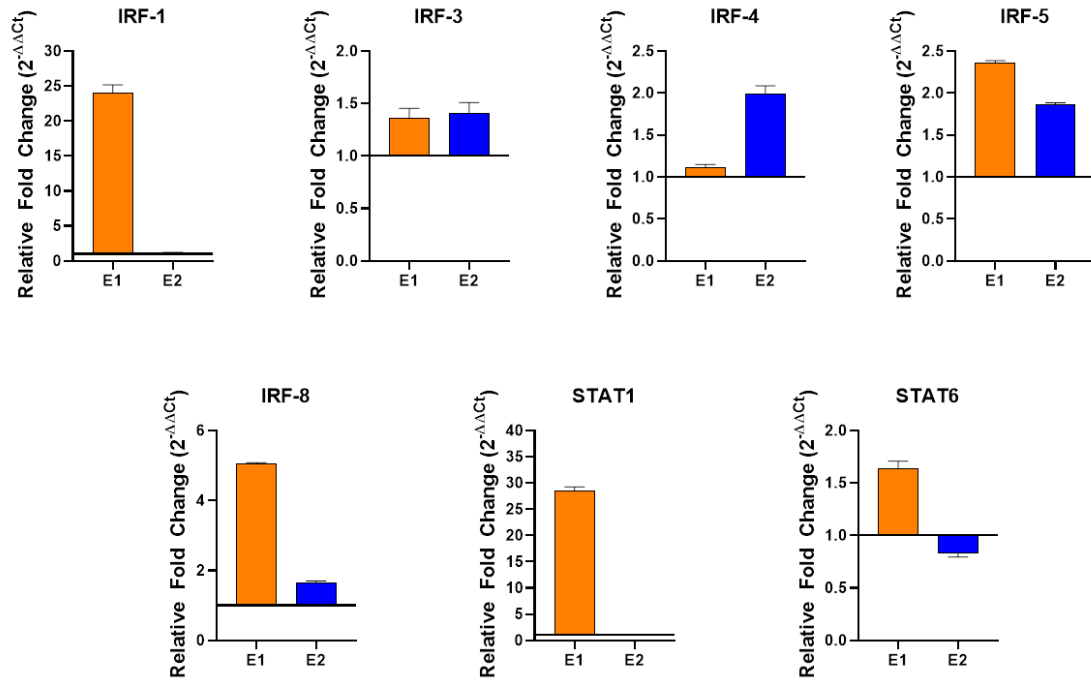 IRF-1
Relative Fold Change (2^-ΔΔCt)
30
25
20
15
10
5
0
E1 E2
IRF-3
Relative Fold Change (2^-ΔΔCt)
2.0
1.5
1.0
0.5
0.0
E1 E2
IRF-4
Relative Fold Change (2^-ΔΔCt)
2.5
2.0
1.5
1.0
0.5
0.0
E1 E2
IRF-5
Relative Fold Change (2^-ΔΔCt)
2.5
2.0
1.5
1.0
0.5
0.0
E1 E2
IRF-8
Relative Fold Change (2^-ΔΔCt)
6
4
2
0
E1 E2
STAT1
Relative Fold Change (2^-ΔΔCt)
40
35
30
25
20
15
10
5
0
E1 E2
STAT6
Relative Fold Change (2^-ΔΔCt)
2.0
1.5
1.0
0.5
0.0
E1 E2